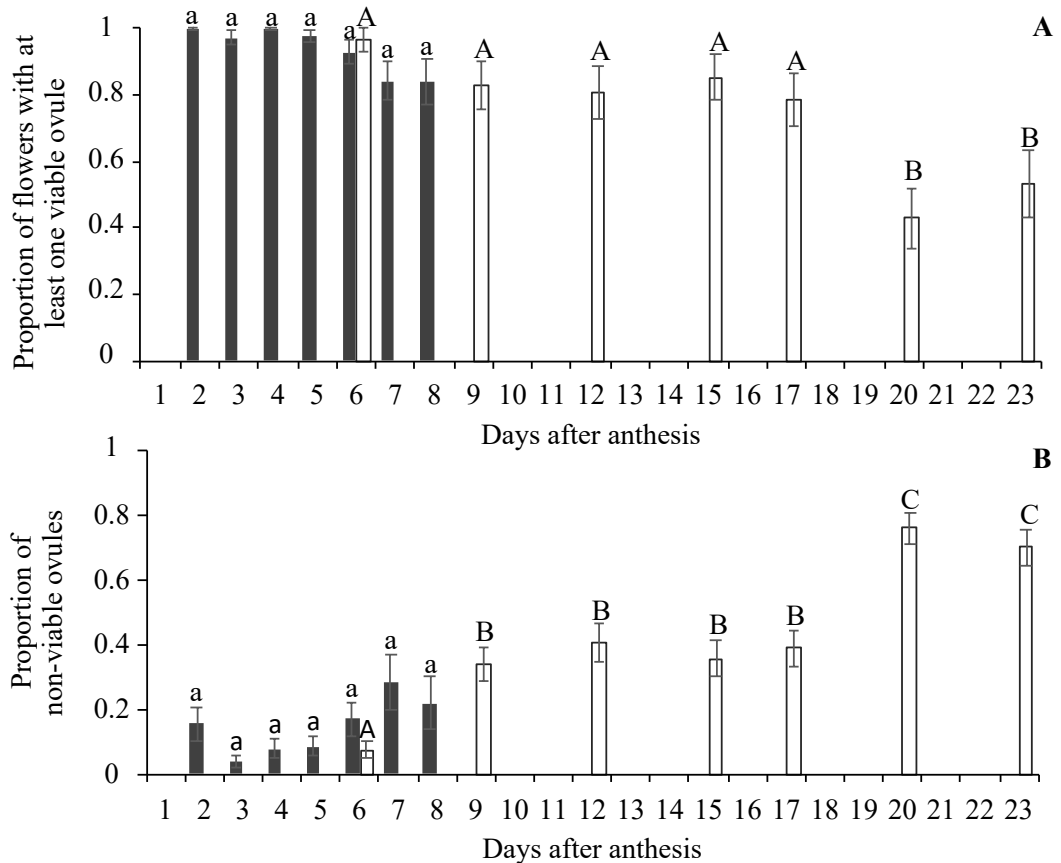 A
Proportion of flowers with at
least one viable ovule
1
0.8
0.6
0.4
0.2
0
a a a a a A a a A A A A B B
1 2 3 4 5 6 7 8 9 10 11 12 13 14 15 16 17 18 19 20 21 22 23
Days after anthesis
B
Proportion of
non-viable ovules
1
0.8
0.6
0.4
0.2
0
a a a a a A a a B B B B C C
1 2 3 4 5 6 7 8 9 10 11 12 13 14 15 16 17 18 19 20 21 22 23
Days after anthesis